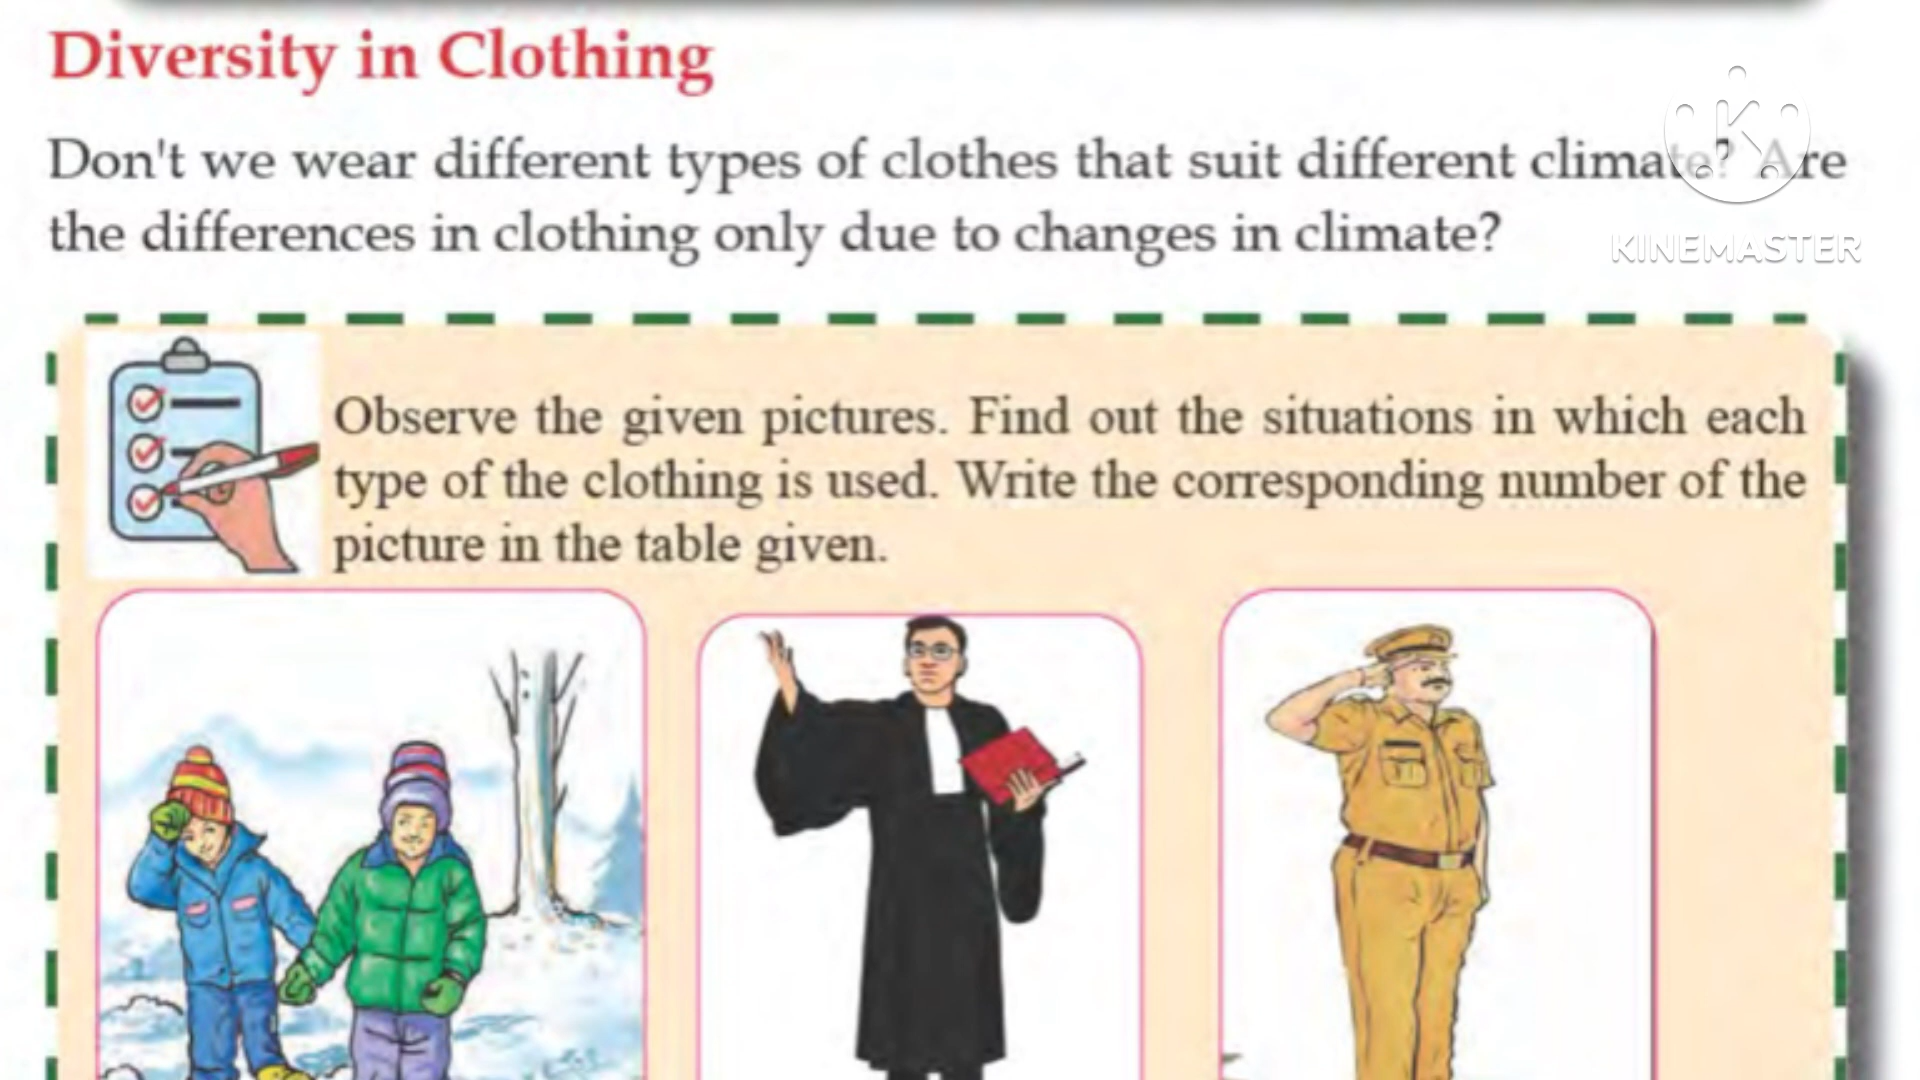 Diversity in Clothing
Don't we wear different types of clothes that suit different climate? Are
the differences in clothing only due to changes in climate?
KINEMASTER
Observe the given pictures. Find out the situations in which each
type of the clothing is used. Write the corresponding number of the
picture in the table given.